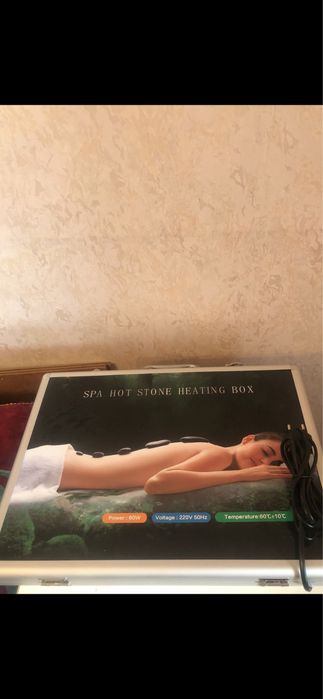 SPA HOT STONE HEATING BOX
Power : 80W Voltage : 220V 50Hz Temperature:60℃±10℃